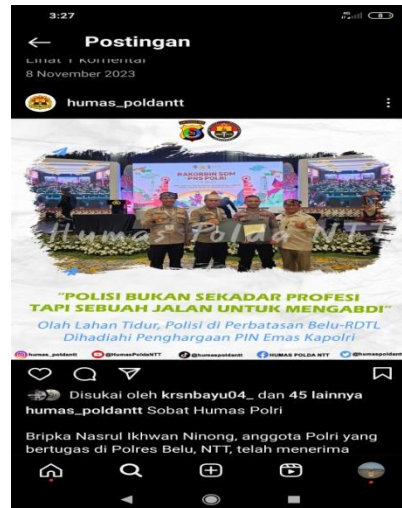 3:27
Postingan
Lihat 1 komentar
8 November 2023
humas_poldantt
RAKORBIN SDM
PNS POLRI
Humas Polda NTT
"POLISI BUKAN SEKADAR PROFESI
TAPI SEBUAH JALAN UNTUK MENGABDI"
Olah Lahan Tidur, Polisi di Perbatasan Belu-RDTL
Dihadiahi Penghargaan PIN Emas Kapolri
@humas_poldantt @HumasPoldaNTT @humaspoldantt HUMAS POLDA NTT @humaspoldantt
Disukai oleh krsnbayu04_ dan 45 lainnya
humas_poldantt Sobat Humas Polri
Bripka Nasrul Ikhwan Ninong, anggota Polri yang
bertugas di Polres Belu, NTT, telah menerima